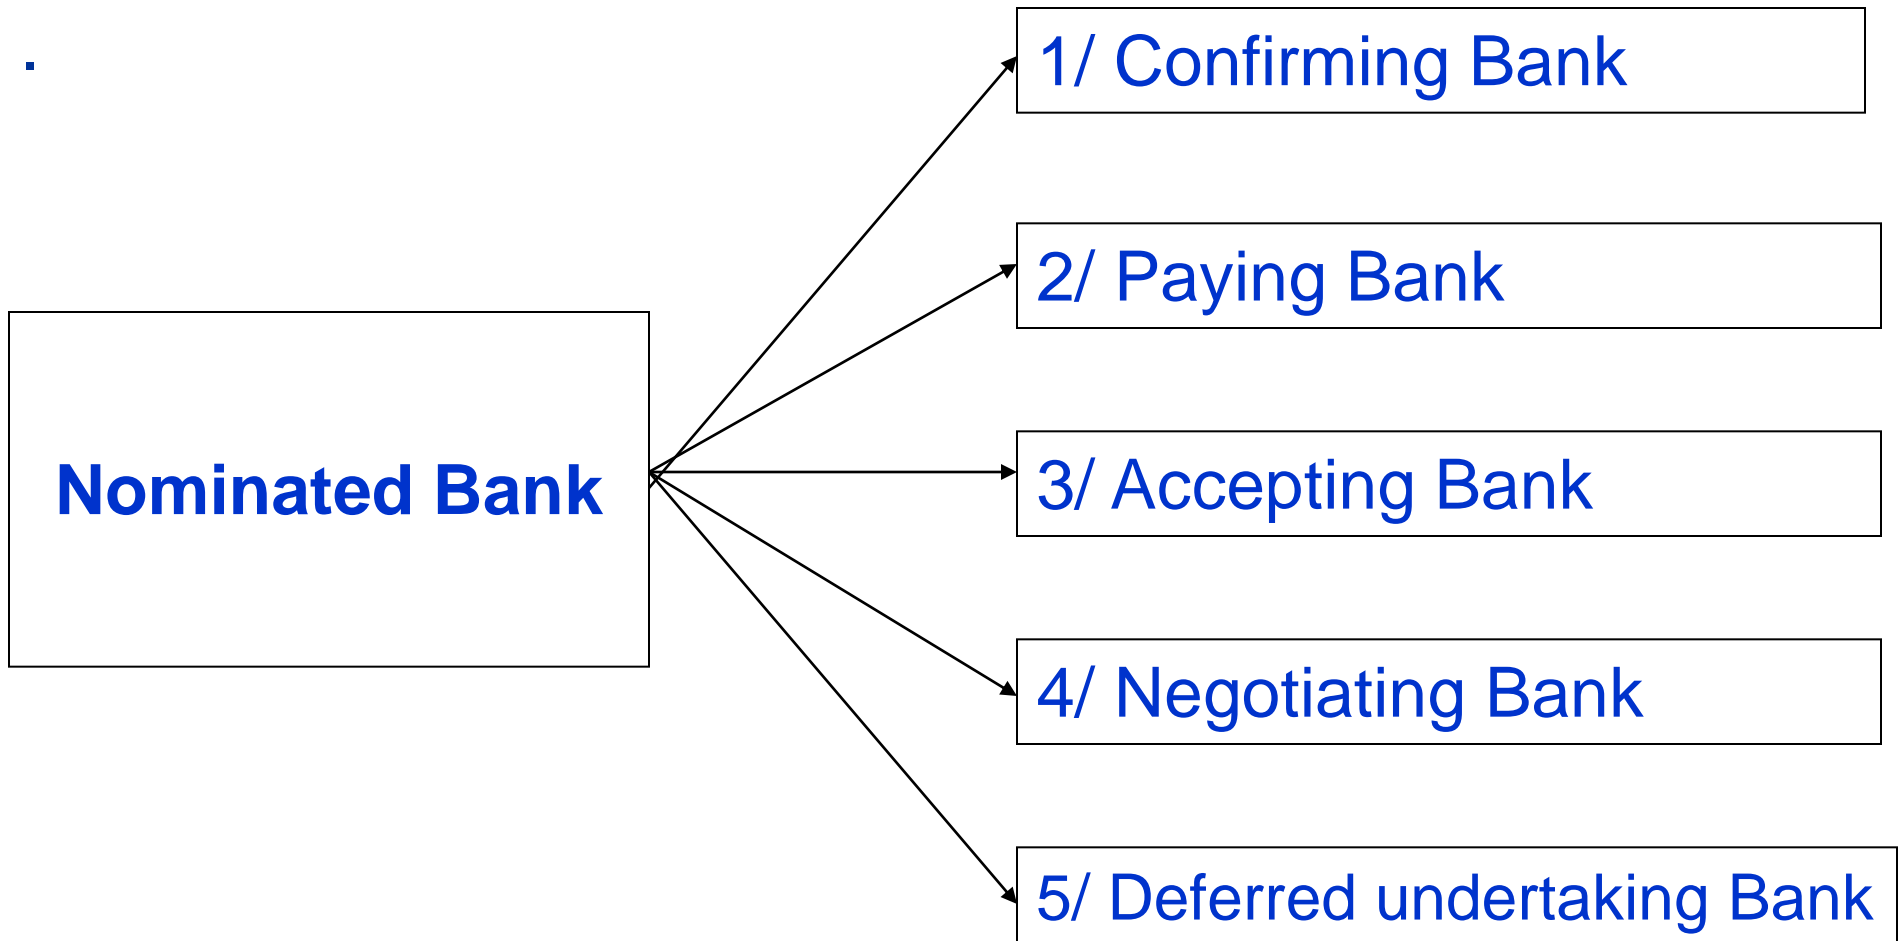 1/ Confirming Bank
2/ Paying Bank
Nominated Bank
3/ Accepting Bank
4/ Negotiating Bank
5/ Deferred undertaking Bank